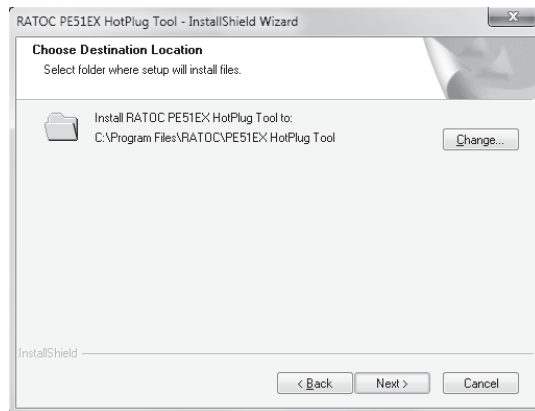 RATOC PE51EX HotPlug Tool - InstallShield Wizard
x
Choose Destination Location
Select folder where setup will install files.
Install RATOC PE51EX HotPlug Tool to:
C:\Program Files\RATOC\PE51EX HotPlug Tool
Change...
InstallShield
< Back
Next >
Cancel